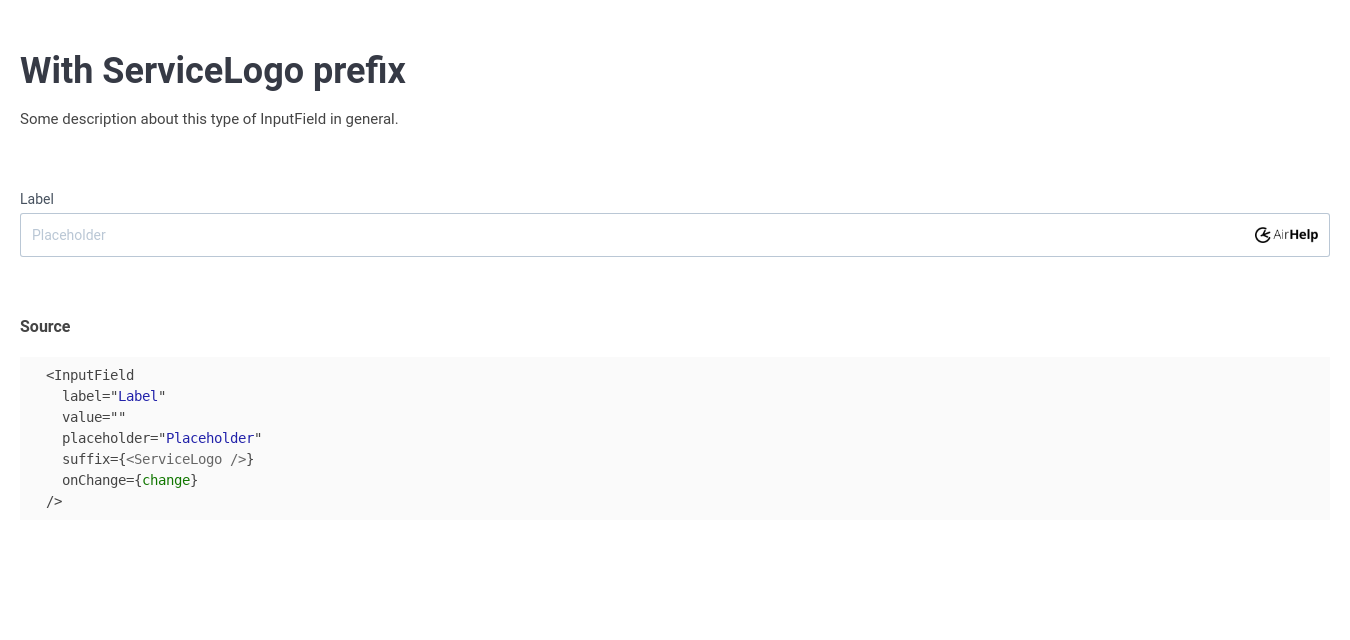 With ServiceLogo prefix
Some description about this type of InputField in general.
Label
Placeholder AirHelp
Source
<InputField
label="Label"
value=""
placeholder="Placeholder"
suffix={<ServiceLogo />}
onChange={change}
/>